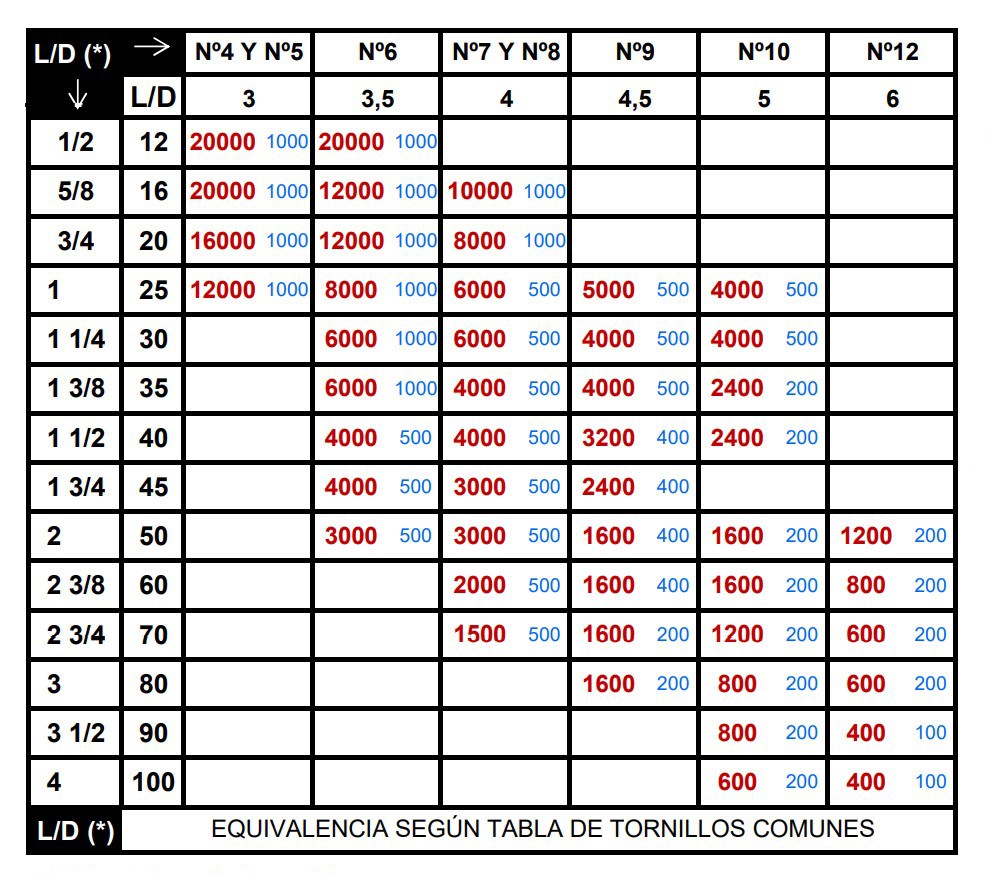 L/D (*) → Nº4 Y Nº5 Nº6 Nº7 Y Nº8 Nº9 Nº10 Nº12
↓ L/D 3 3,5 4 4,5 5 6
1/2 12 20000 1000 20000 1000
5/8 16 20000 1000 12000 1000 10000 1000
3/4 20 16000 1000 12000 1000 8000 1000
1 25 12000 1000 8000 1000 6000 500 5000 500 4000 500
1 1/4 30 6000 1000 6000 500 4000 500 4000 500
1 3/8 35 6000 1000 4000 500 4000 500 2400 200
1 1/2 40 4000 500 4000 500 3200 400 2400 200
1 3/4 45 4000 500 3000 500 2400 400
2 50 3000 500 3000 500 1600 400 1600 200 1200 200
2 3/8 60 2000 500 1600 400 1600 200 800 200
2 3/4 70 1500 500 1600 200 1200 200 600 200
3 80 1600 200 800 200 600 200
3 1/2 90 800 200 400 100
4 100 600 200 400 100
L/D (*) EQUIVALENCIA SEGÚN TABLA DE TORNILLOS COMUNES